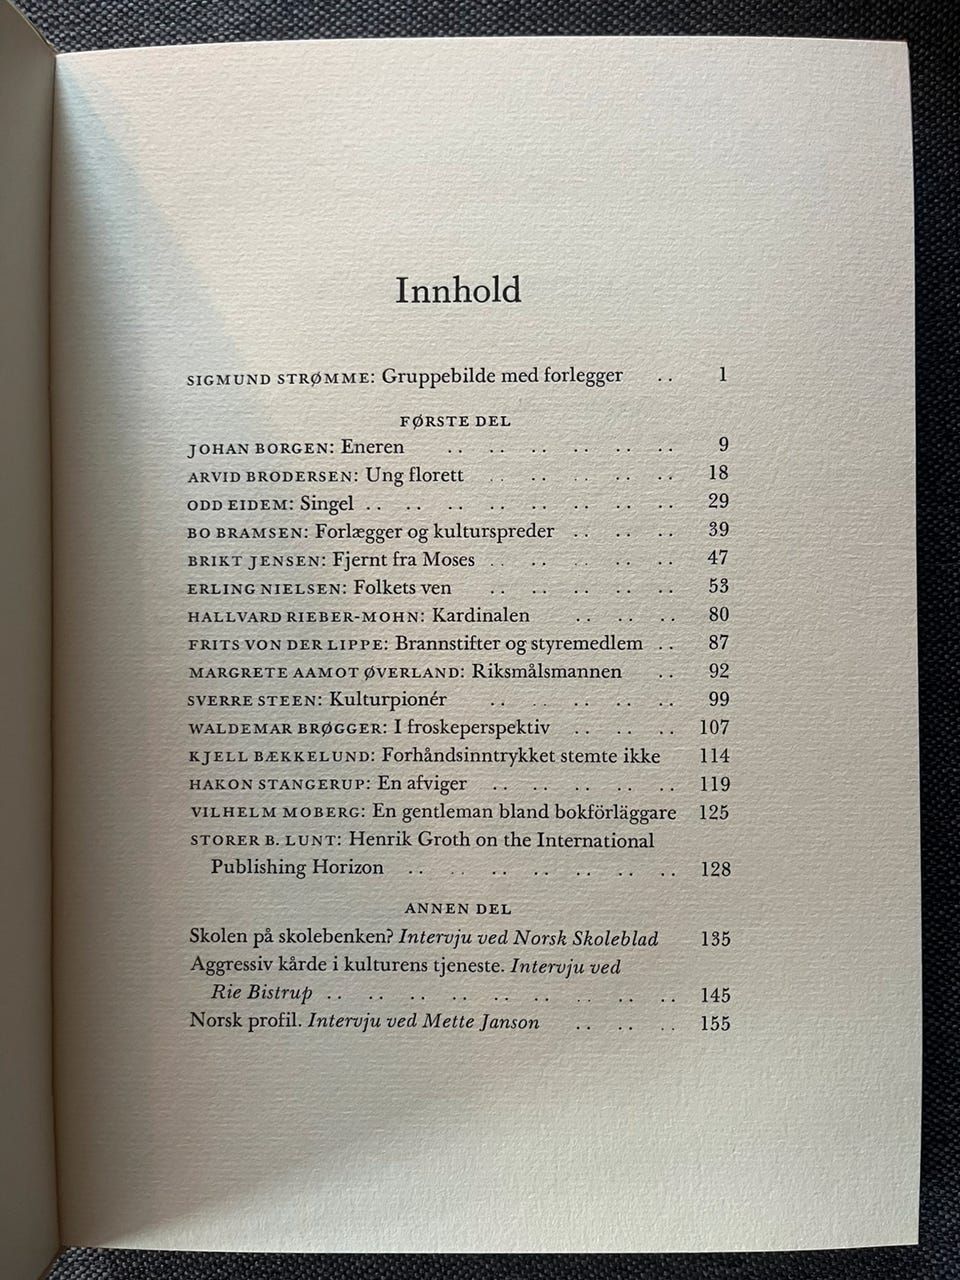 Innhold
SIGMUND STRØMME: Gruppebilde med forlegger .. 1
FØRSTE DEL
JOHAN BORGEN: Eneren .. .. .. .. .. .. 9
ARVID BRODERSEN: Ung florett .. .. .. .. .. 18
ODD EIDEM: Singel .. .. .. .. .. .. .. .. 29
BO BRAMSEN: Forlægger og kulturspreder .. .. .. 39
BRIKT JENSEN: Fjernt fra Moses .. .. .. .. .. 47
ERLING NIELSEN: Folkets ven .. .. .. .. .. 53
HALLVARD RIEBER-MOHN: Kardinalen .. .. .. 80
FRITS VON DER LIPPE: Brannstifter og styremedlem .. 87
MARGRETE AAMOT ØVERLAND: Riksmålsmannen .. 92
SVERRE STEEN: Kulturpionér .. .. .. .. .. 99
WALDEMAR BRØGGER: I froskeperspektiv .. .. .. 107
KJELL BÆKKELUND: Forhåndsinntrykket stemte ikke 114
HAKON STANGERUP: En afviger .. .. .. .. .. 119
VILHELM MOBERG: En gentleman bland bokförläggare 125
STORER B. LUNT: Henrik Groth on the International
Publishing Horizon .. .. .. .. .. .. .. 128
ANNEN DEL
Skolen på skolebenken? Intervju ved Norsk Skoleblad 135
Aggressiv kårde i kulturens tjeneste. Intervju ved
Rie Bistrup .. .. .. .. .. .. .. .. .. 145
Norsk profil. Intervju ved Mette Janson .. .. .. 155